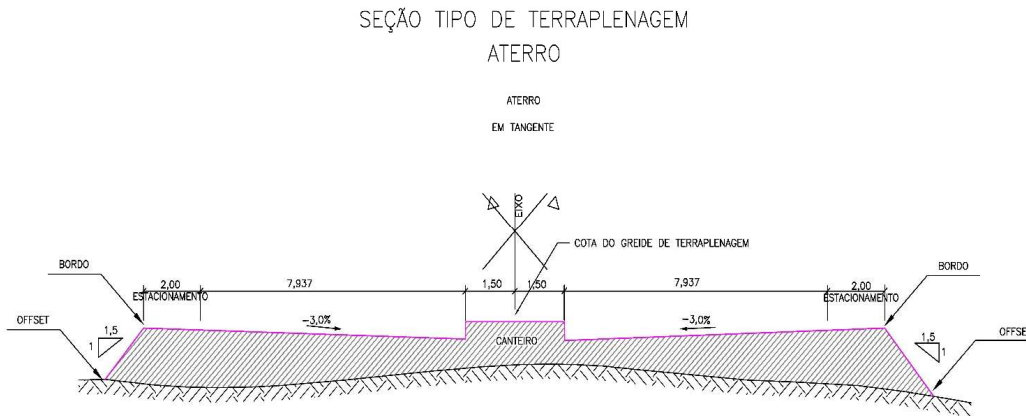 SEÇÃO TIPO DE TERRAPLENAGEM
ATERRO
ATERRO
EM TANGENTE
EIXO
COTA DO GREIDE DE TERRAPLENAGEM
BORDO
BORDO
2,00
7,937
1,50
1,50
7,937
2,00
ESTACIONAMENTO
ESTACIONAMENTO
OFFSET
OFFSE
-3,0%
-3,0%
1,5
1
1,5
1
CANTEIRO